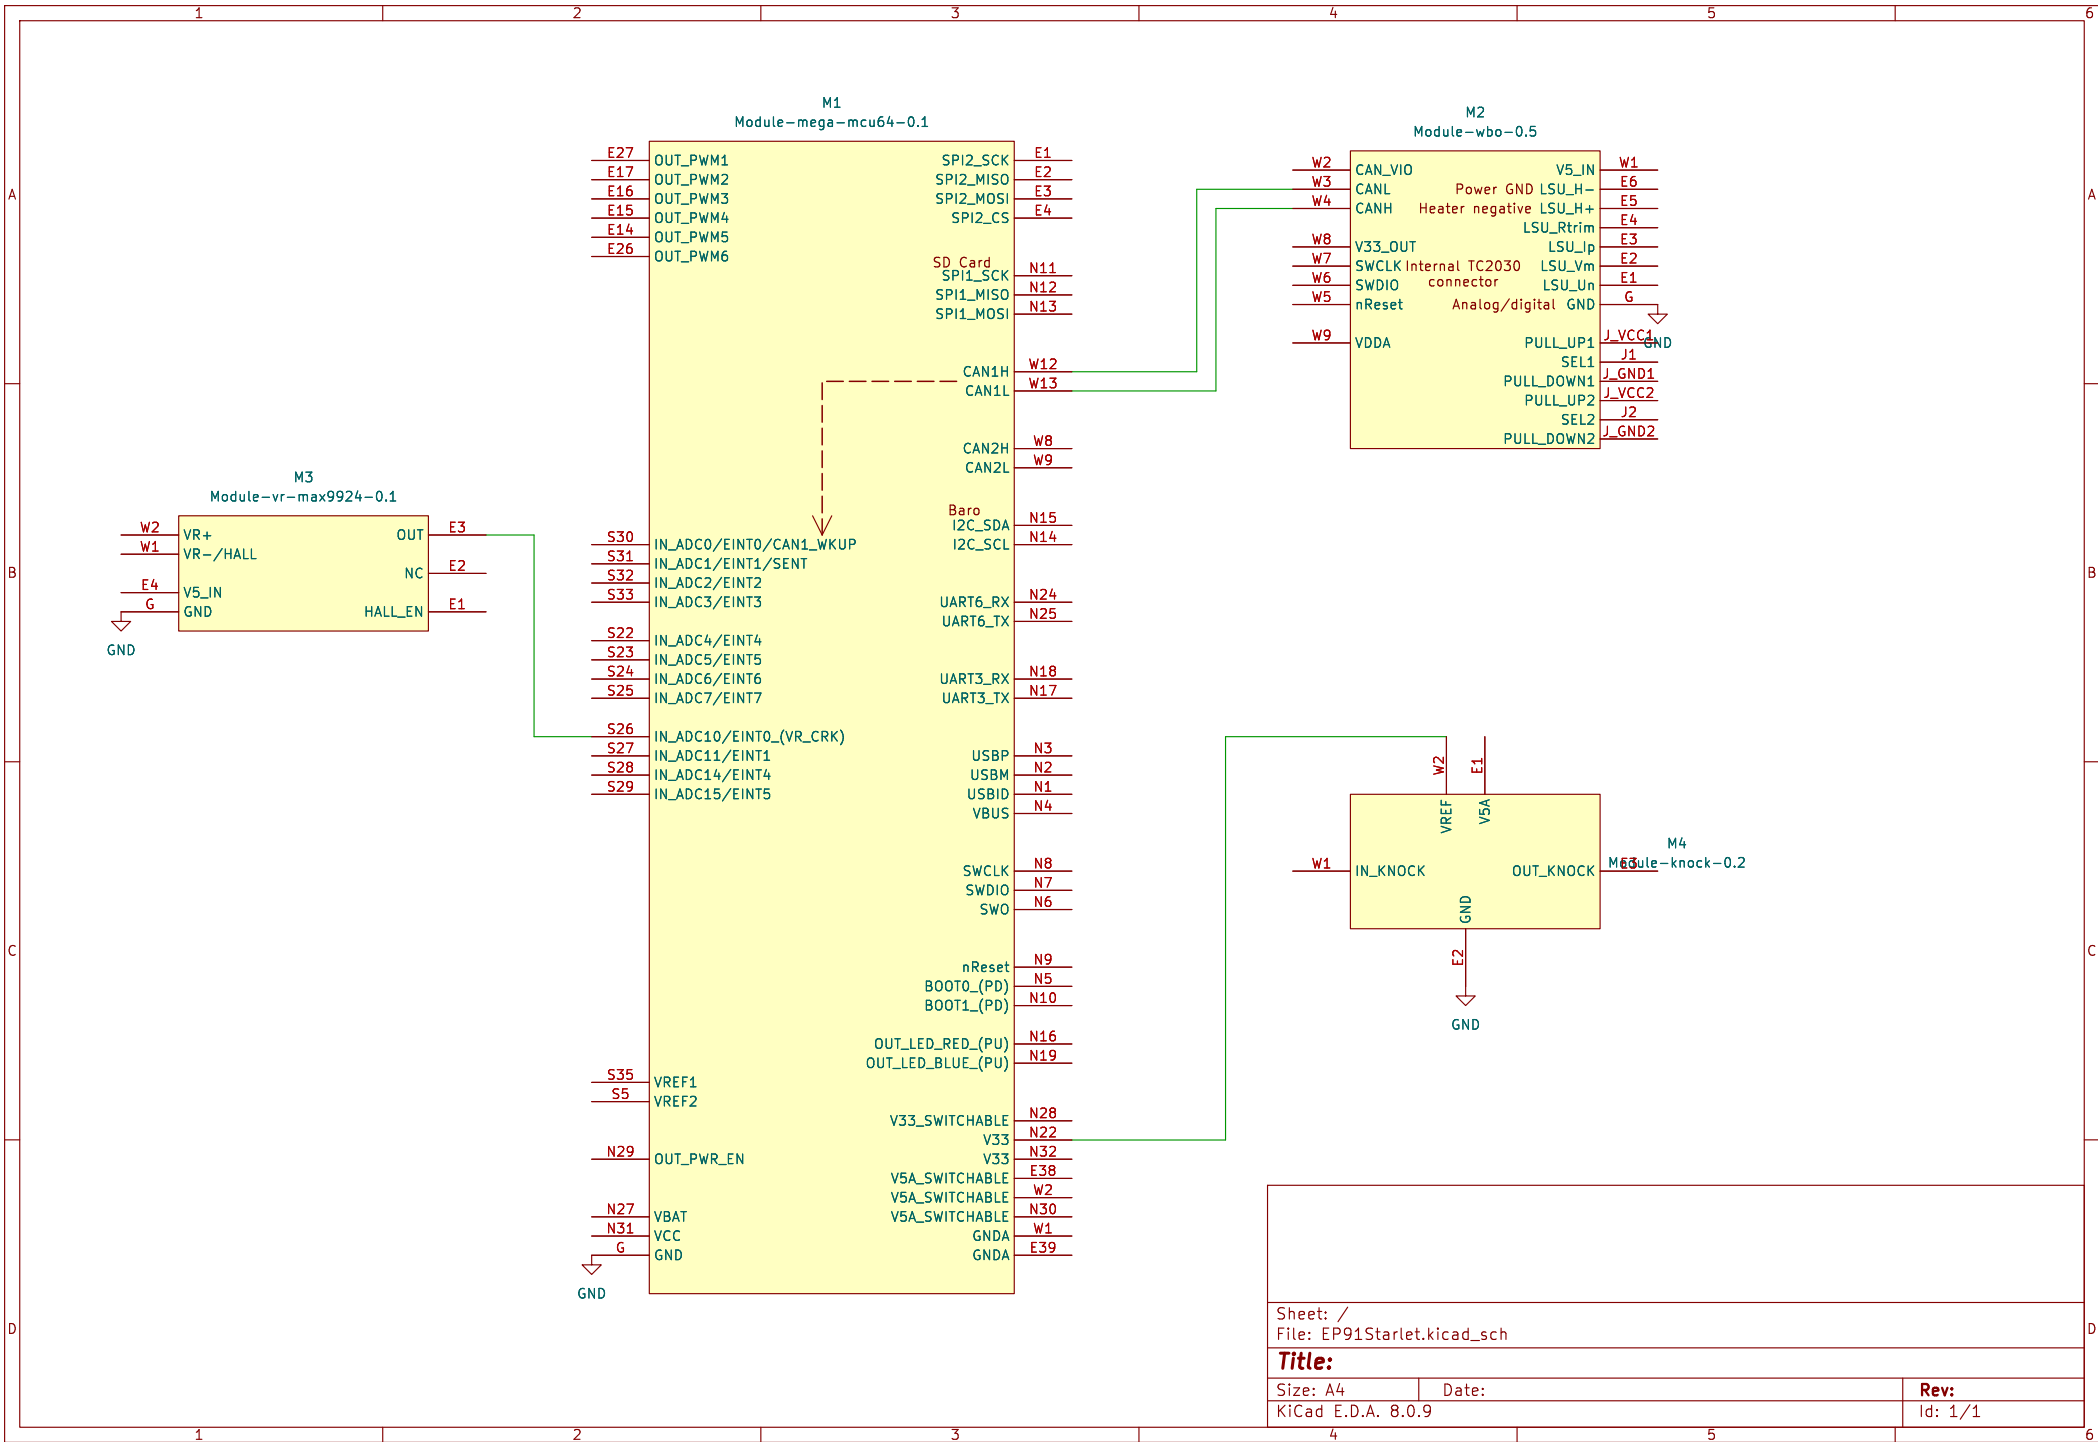 1 2 3 4 5 6
A
A
B
B
C
C
D
D
M1
Module-mega-mcu64-0.1
E27 OUT_PWM1
E17 OUT_PWM2
E16 OUT_PWM3
E15 OUT_PWM4
E14 OUT_PWM5
E26 OUT_PWM6
S30 IN_ADC0/EINT0/CAN1_WKUP
S31 IN_ADC1/EINT1/SENT
S32 IN_ADC2/EINT2
S33 IN_ADC3/EINT3
S22 IN_ADC4/EINT4
S23 IN_ADC5/EINT5
S24 IN_ADC6/EINT6
S25 IN_ADC7/EINT7
S26 IN_ADC10/EINT0_(VR_CRK)
S27 IN_ADC11/EINT1
S28 IN_ADC14/EINT4
S29 IN_ADC15/EINT5
S35 VREF1
S5 VREF2
N29 OUT_PWR_EN
N27 VBAT
N31 VCC
G GND
GND
SPI2_SCK E1
SPI2_MISO E2
SPI2_MOSI E3
SPI2_CS E4
SD Card
SPI1_SCK N11
SPI1_MISO N12
SPI1_MOSI N13
CAN1H W12
CAN1L W13
CAN2H W8
CAN2L W9
Baro
I2C_SDA N15
I2C_SCL N14
UART6_RX N24
UART6_TX N25
UART3_RX N18
UART3_TX N17
USBP N3
USBM N2
USBID N1
VBUS N4
SWCLK N8
SWDIO N7
SWO N6
nReset N9
BOOT0_(PD) N5
BOOT1_(PD) N10
OUT_LED_RED_(PU) N16
OUT_LED_BLUE_(PU) N19
V33_SWITCHABLE N28
V33 N22
V33 N32
V5A_SWITCHABLE E38
V5A_SWITCHABLE W2
V5A_SWITCHABLE N30
GNDA W1
GNDA E39
M2
Module-wbo-0.5
W2 CAN_VIO
W3 CANL
W4 CANH
W8 V33_OUT
W7 SWCLK
W6 SWDIO
W5 nReset
W9 VDDA
Internal TC2030
connector
V5_IN W1
Power GND LSU_H- E6
Heater negative LSU_H+ E5
LSU_Rtrim E4
LSU_Ip E3
LSU_Vm E2
LSU_Un E1
Analog/digital GND G
GND
PULL_UP1 J_VCC1
SEL1 J1
PULL_DOWN1 J_GND1
PULL_UP2 J_VCC2
SEL2 J2
PULL_DOWN2 J_GND2
M3
Module-vr-max9924-0.1
W2 VR+
W1 VR-/HALL
E4 V5_IN
G GND
GND
OUT E3
NC E2
HALL_EN E1
M4
Module-knock-0.2
W2 VREF
E1 V5A
W1 IN_KNOCK
OUT_KNOCK E3
GND E2
GND
Sheet: /
File: EP91Starlet.kicad_sch
Title:
Size: A4 Date: Rev:
KiCad E.D.A. 8.0.9 Id: 1/1
1 2 3 4 5 6